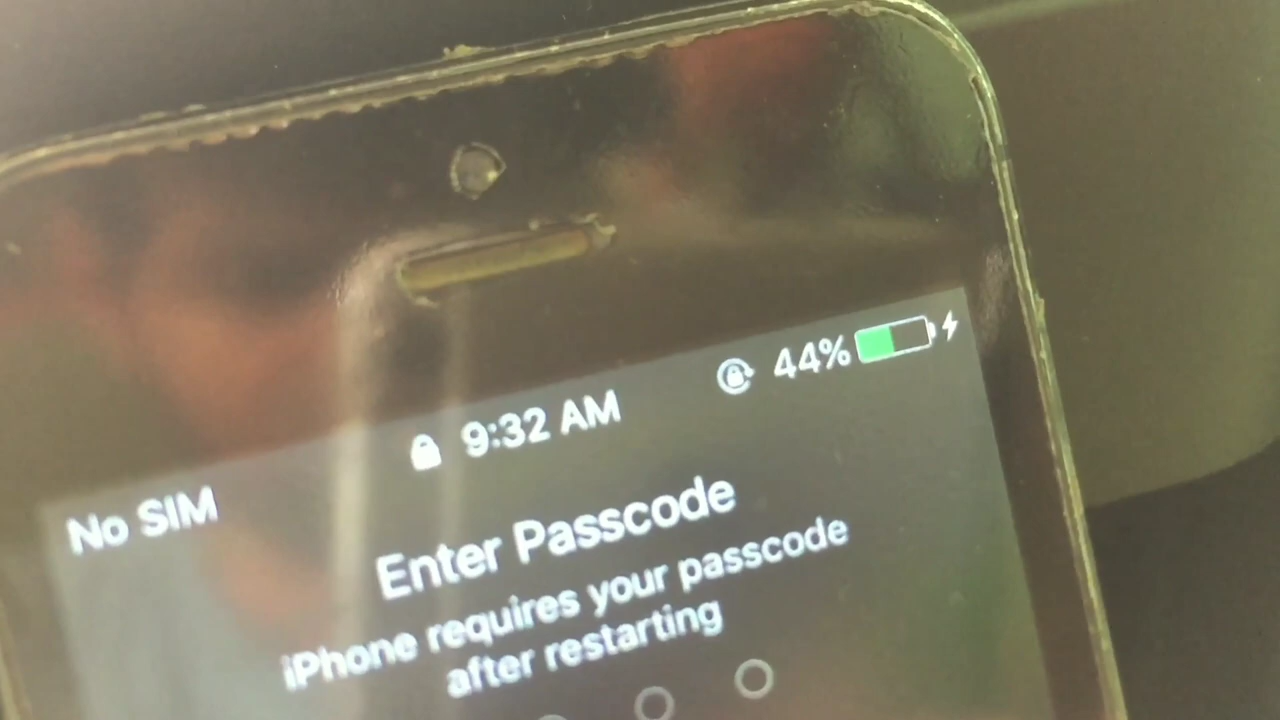 No SIM 9:32 AM 44%
Enter Passcode
iPhone requires your passcode
after restarting